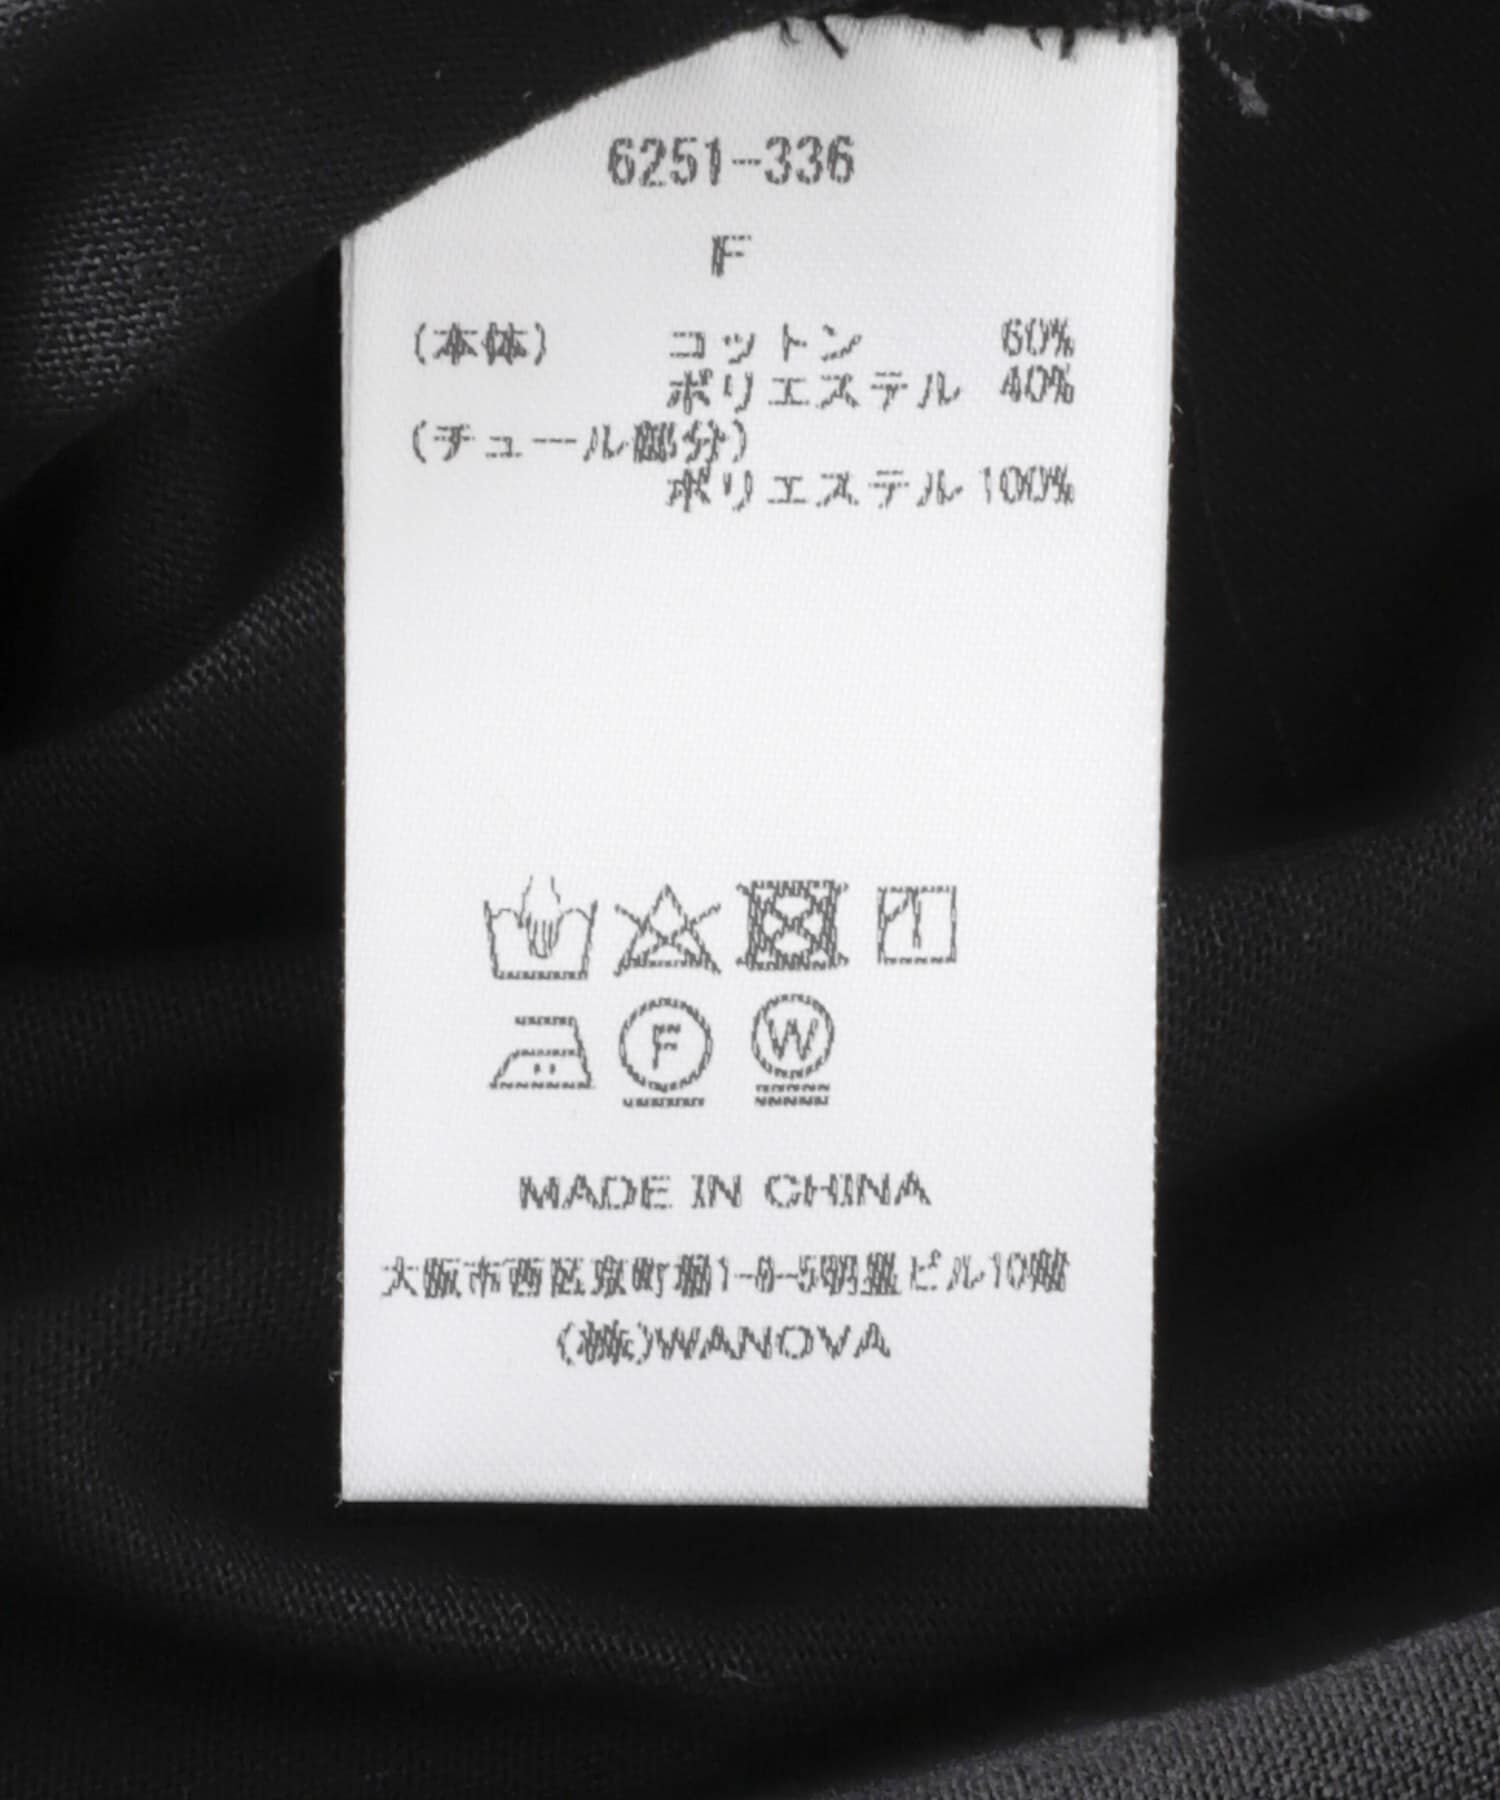 6251-336
F
(本体) コットン 60%
ポリエステル 40%
(チュール部分)
ポリエステル 100%
F
W
MADE IN CHINA
大阪市西区京町堀1-8-5明星ビル10階
(株)WANOVA